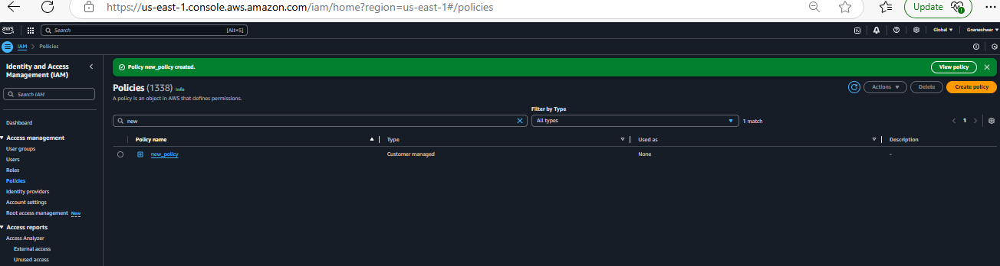 https://us-east-1.console.aws.amazon.com/iam/home?region=us-east-1#/policies
Update
aws
Search [Alt+S]
Global
Gnaneshwar
IAM > Policies
Identity and Access Management (IAM)
Search IAM
Dashboard
Access management
User groups
Users
Roles
Policies
Identity providers
Account settings
Root access management New
Access reports
Access Analyzer
External access
Unused access
Policy new_policy created.
View policy
Policies (1338) Info
A policy is an object in AWS that defines permissions.
Actions
Delete
Create policy
Filter by Type
new
All types
1 match
1
Policy name Type Used as Description
new_policy Customer managed None -